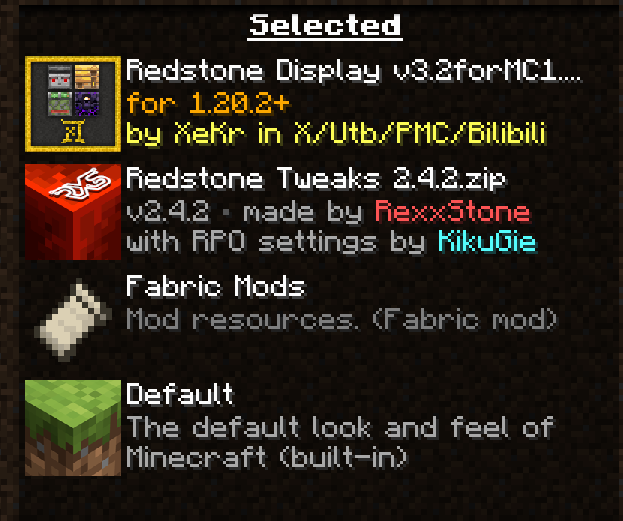 Selected
Redstone Display v3.2forMC1....
for 1.20.2+
by XeKr in X/Utb/PMC/Bilibili
Redstone Tweaks 2.4.2.zip
v2.4.2 · made by RexxStone
with RPO settings by KikuGie
Fabric Mods
Mod resources. (Fabric mod)
Default
The default look and feel of
Minecraft (built-in)